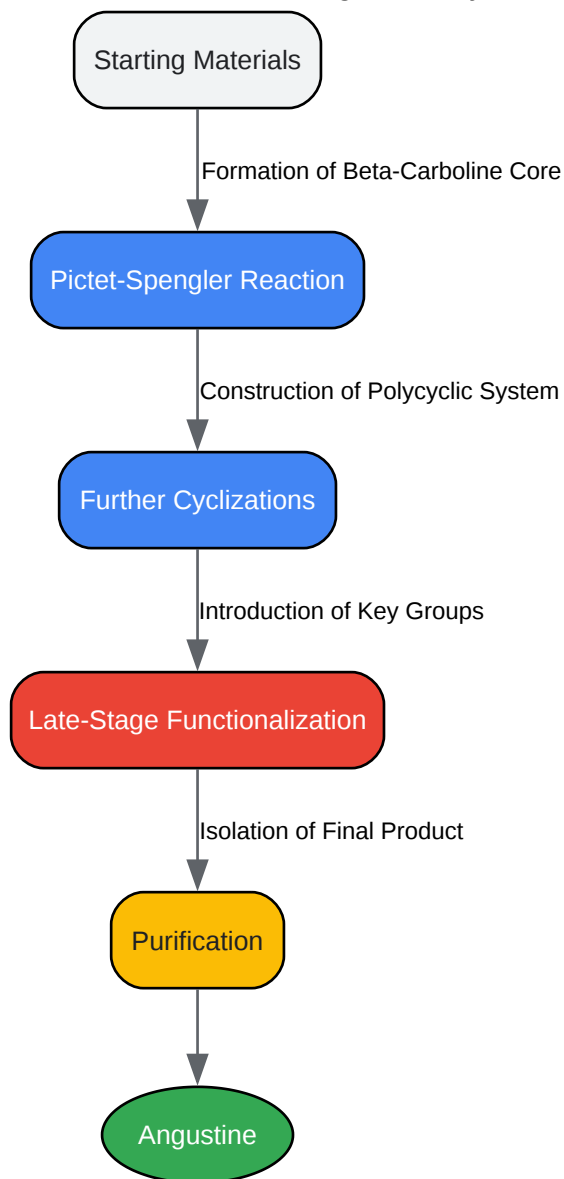 Starting Materials
Formation of Beta-Carboline Core
Pictet-Spengler Reaction
Construction of Polycyclic System
Further Cyclizations
Introduction of Key Groups
Late-Stage Functionalization
Isolation of Final Product
Purification
Angustine